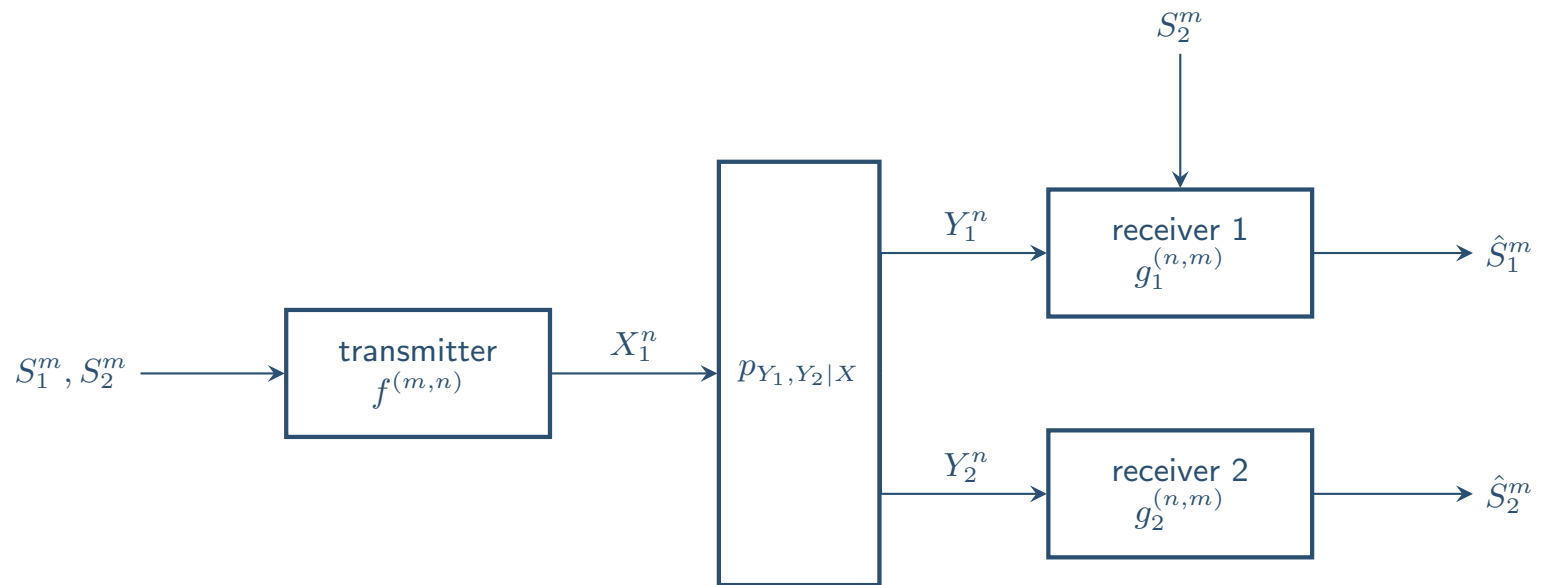 S_2^m
Y_1^n
receiver 1
g_1^{(n,m)}
Ŝ_1^m
S_1^m, S_2^m
transmitter
f^{(m,n)}
X_1^n
p_{Y_1,Y_2|X}
Y_2^n
receiver 2
g_2^{(n,m)}
Ŝ_2^m